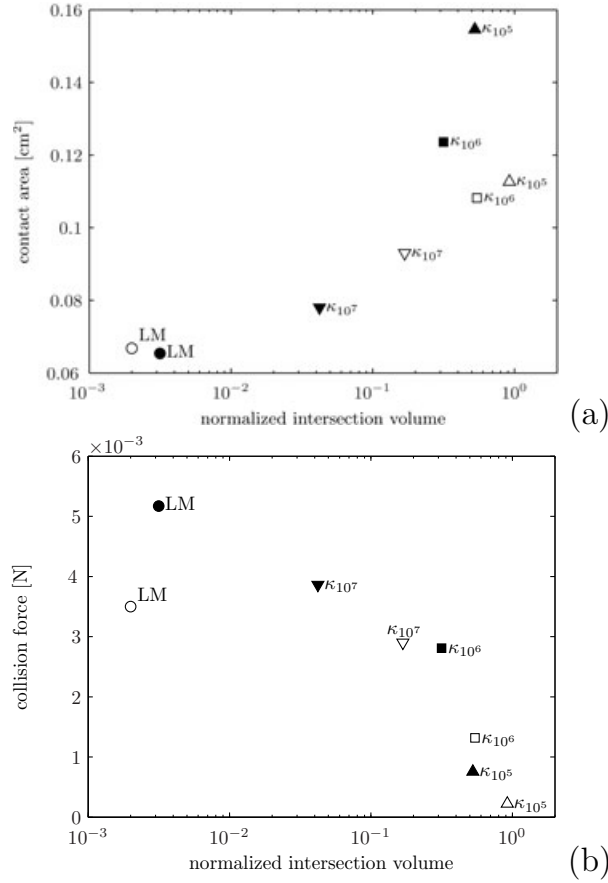 0.16
0.14
0.12
0.1
0.08
0.06
contact area [cm²]
κ₁₀⁵
κ₁₀⁶
κ₁₀⁵
κ₁₀⁶
κ₁₀⁷
κ₁₀⁷
LM
LM
10⁻³ 10⁻² 10⁻¹ 10⁰
normalized intersection volume
(a)
×10⁻³
6
5
4
3
2
1
0
collision force [N]
LM
LM
κ₁₀⁷
κ₁₀⁷
κ₁₀⁶
κ₁₀⁶
κ₁₀⁵
κ₁₀⁵
10⁻³ 10⁻² 10⁻¹ 10⁰
normalized intersection volume
(b)